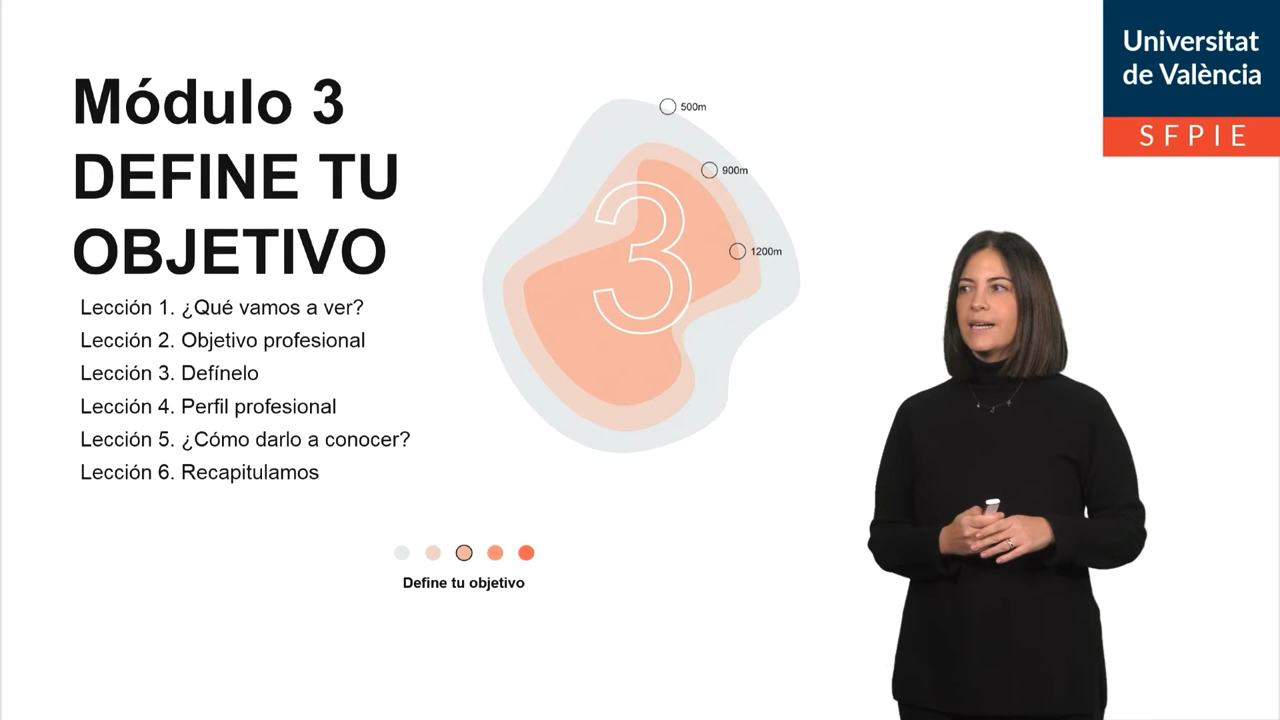 Módulo 3
DEFINE TU
OBJETIVO
Lección 1. ¿Qué vamos a ver?
Lección 2. Objetivo profesional
Lección 3. Defínelo
Lección 4. Perfil profesional
Lección 5. ¿Cómo darlo a conocer?
Lección 6. Recapitulamos
500m
900m
1200m
3
Define tu objetivo
Universitat
de València
SFPIE